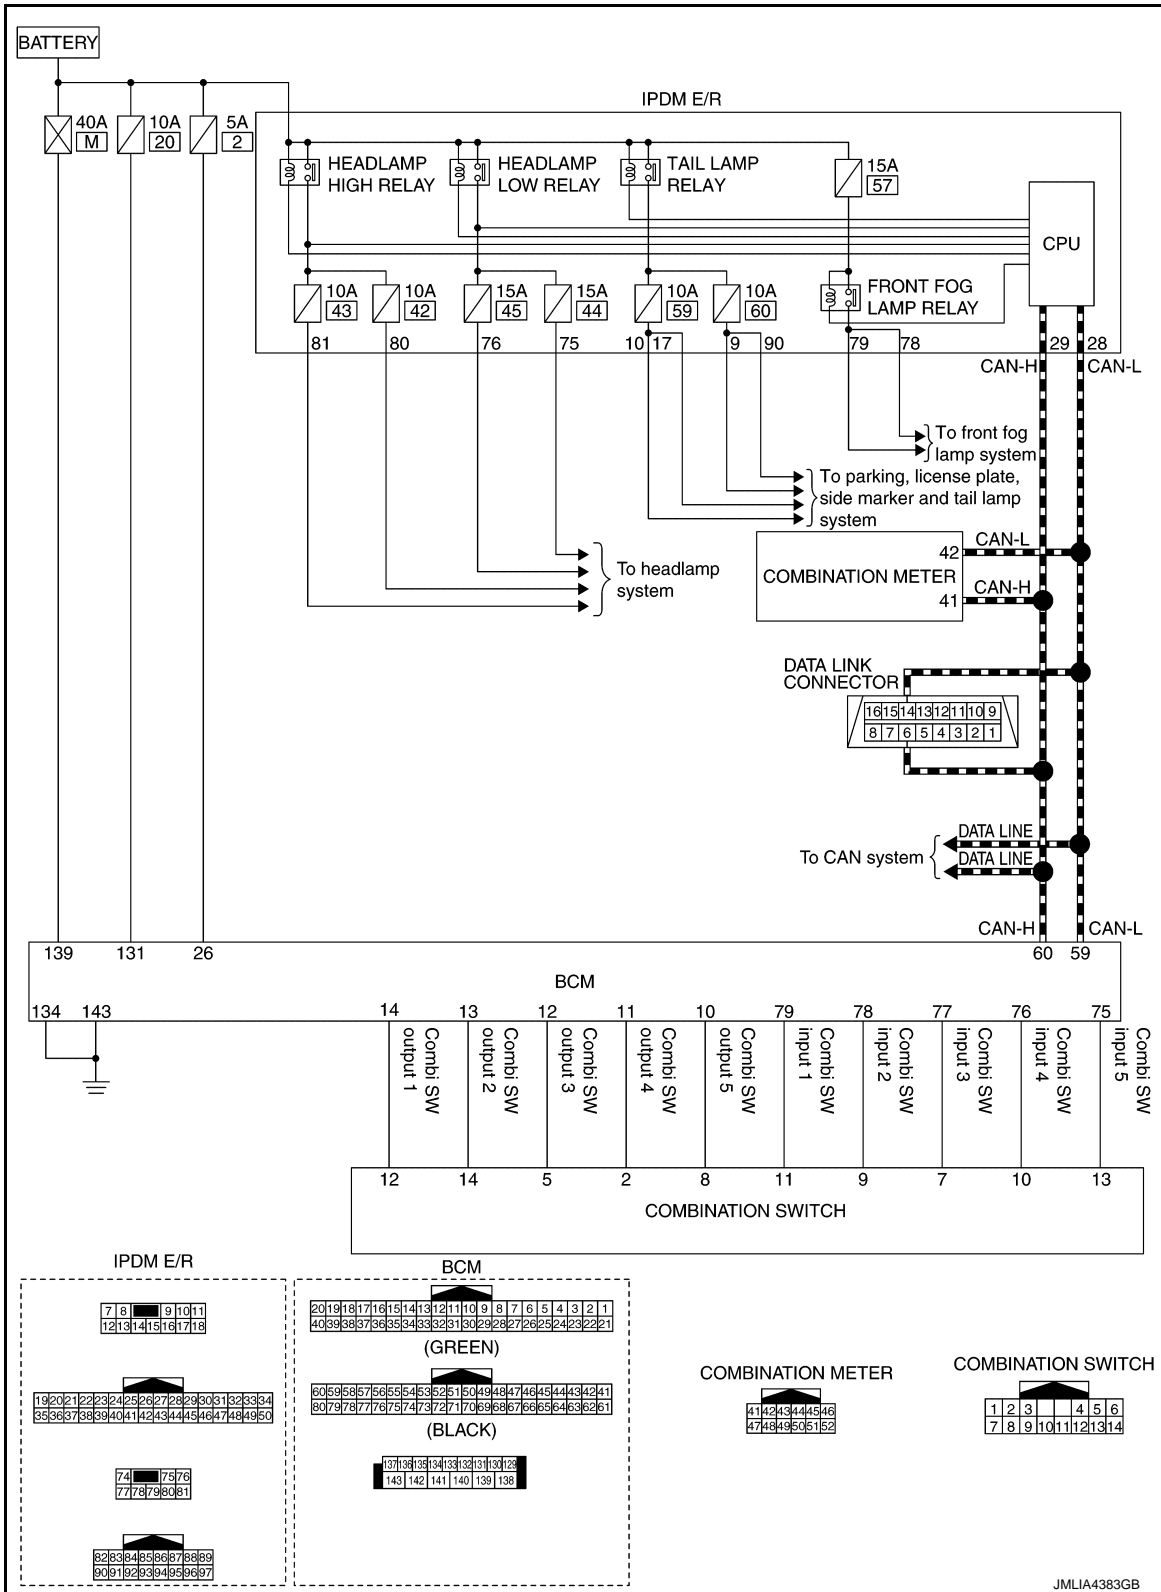 BATTERY
IPDM E/R
40A M
10A 20
5A 2
HEADLAMP
HIGH RELAY
HEADLAMP
LOW RELAY
TAIL LAMP
RELAY
15A
57
CPU
FRONT FOG
LAMP RELAY
10A 43
10A 42
15A 45
15A 44
10A 59
10A 60
81 80 76 75 10 17 9 90 79 78 29 28
CAN-H CAN-L
To front fog
lamp system
To parking, license plate,
side marker and tail lamp
system
To headlamp
system
COMBINATION METER
42 CAN-L
41 CAN-H
DATA LINK
CONNECTOR
16 15 14 13 12 11 10 9
8 7 6 5 4 3 2 1
To CAN system
DATA LINE
DATA LINE
CAN-H CAN-L
139 131 26 60 59
BCM
134 143 14 13 12 11 10 79 78 77 76 75
Combi SW
output 1
Combi SW
output 2
Combi SW
output 3
Combi SW
output 4
Combi SW
output 5
Combi SW
input 1
Combi SW
input 2
Combi SW
input 3
Combi SW
input 4
Combi SW
input 5
12 14 5 2 8 11 9 7 10 13
COMBINATION SWITCH
IPDM E/R
7 8 9 10 11
12 13 14 15 16 17 18
19 20 21 22 23 24 25 26 27 28 29 30 31 32 33 34
35 36 37 38 39 40 41 42 43 44 45 46 47 48 49 50
74 75 76
77 78 79 80 81
82 83 84 85 86 87 88 89
90 91 92 93 94 95 96 97
BCM
20 19 18 17 16 15 14 13 12 11 10 9 8 7 6 5 4 3 2 1
40 39 38 37 36 35 34 33 32 31 30 29 28 27 26 25 24 23 22 21
(GREEN)
60 59 58 57 56 55 54 53 52 51 50 49 48 47 46 45 44 43 42 41
80 79 78 77 76 75 74 73 72 71 70 69 68 67 66 65 64 63 62 61
(BLACK)
137 136 135 134 133 132 131 130 129
143 142 141 140 139 138
COMBINATION METER
41 42 43 44 45 46
47 48 49 50 51 52
COMBINATION SWITCH
1 2 3 4 5 6
7 8 9 10 11 12 13 14
JMLIA4383GB